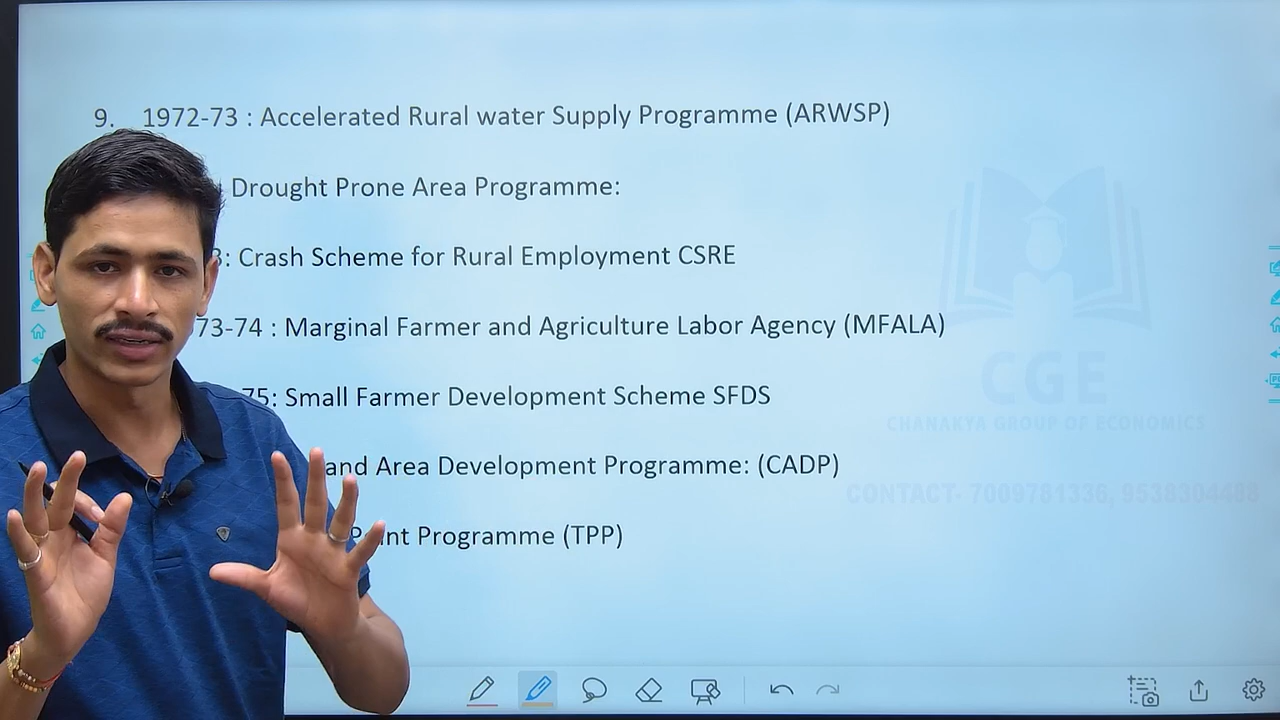 9. 1972-73 : Accelerated Rural water Supply Programme (ARWSP)
Drought Prone Area Programme:
3: Crash Scheme for Rural Employment CSRE
73-74 : Marginal Farmer and Agriculture Labor Agency (MFALA)
75: Small Farmer Development Scheme SFDS
and Area Development Programme: (CADP)
Point Programme (TPP)
CGE
CHANAKYA GROUP OF ECONOMICS
CONTACT- 7009781336, 9538304488